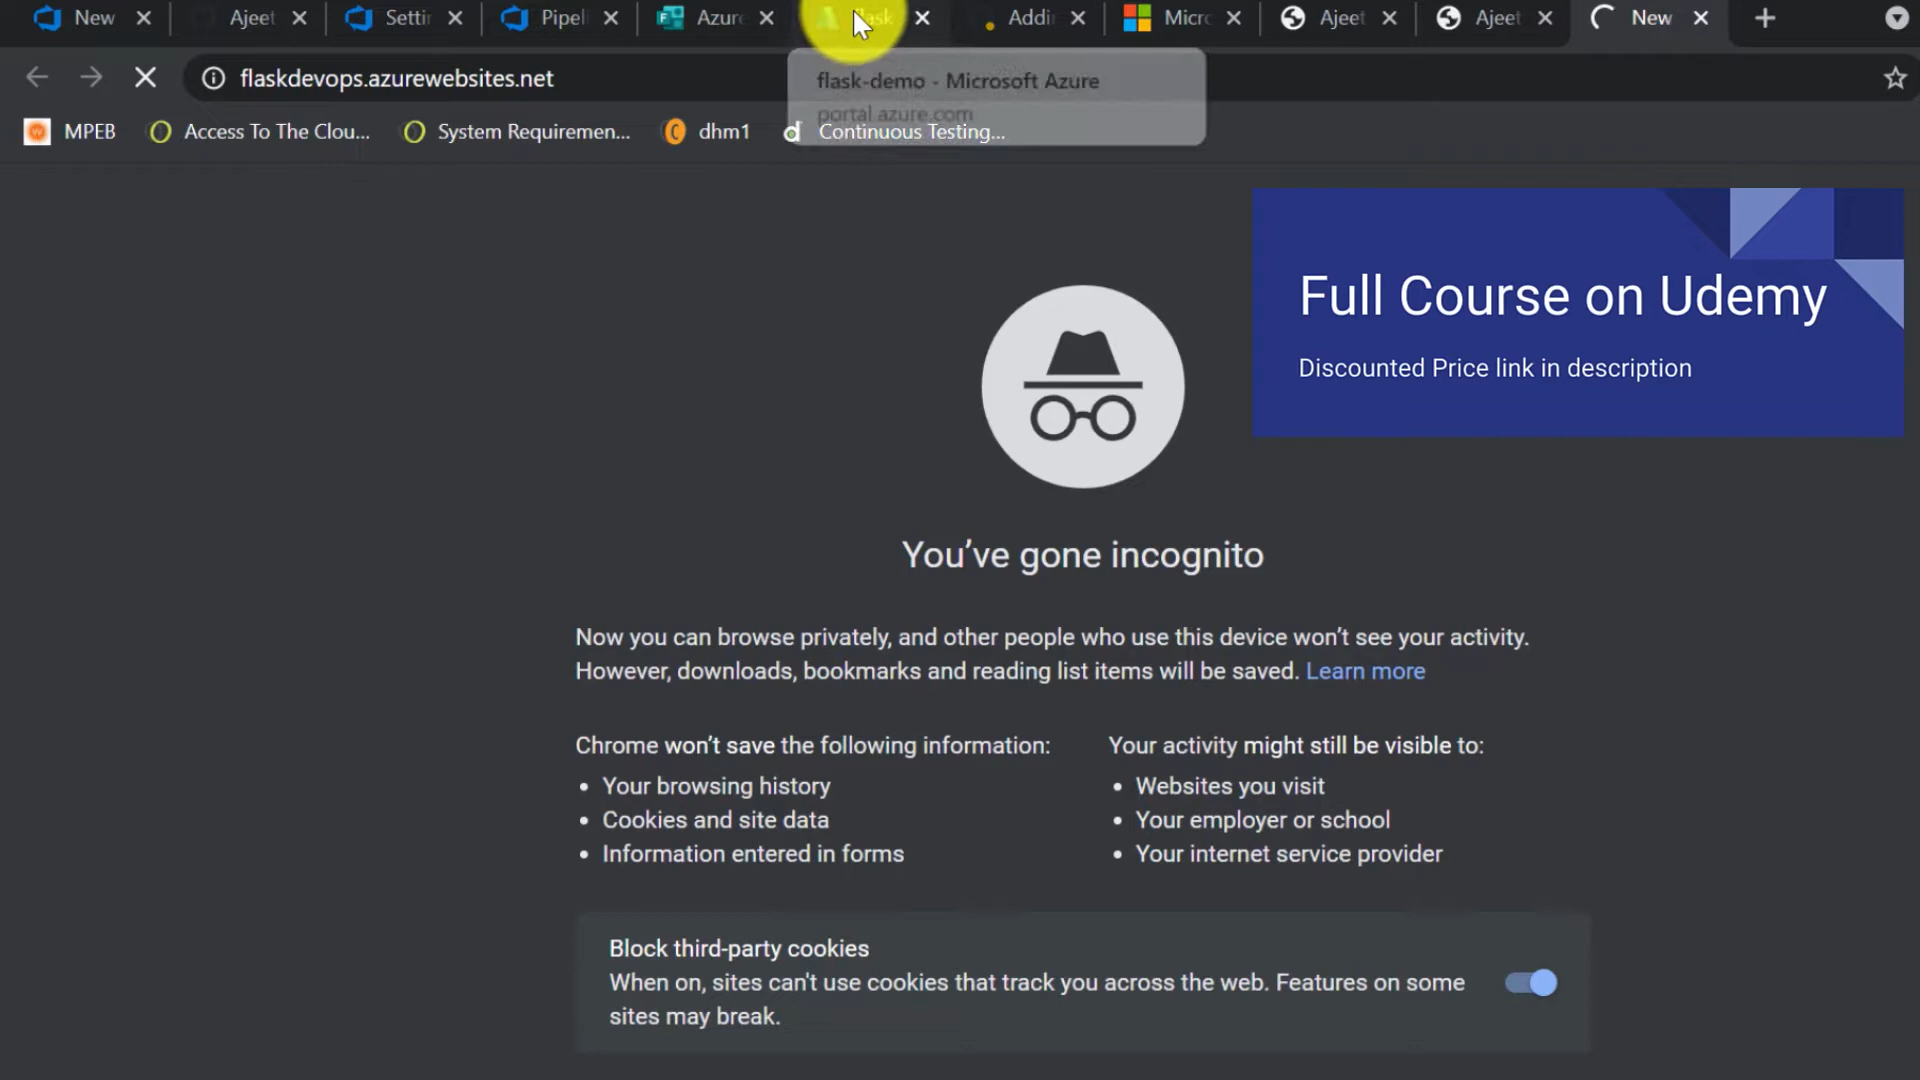 New
Ajeet
Settin
Pipeli
Azure
flask
Addi
Micro
Ajeet
Ajeet
New
flaskdevops.azurewebsites.net
flask-demo - Microsoft Azure
portal.azure.com
MPEB
Access To The Clou...
System Requiremen...
dhm1
Continuous Testing...
Full Course on Udemy
Discounted Price link in description
You’ve gone incognito
Now you can browse privately, and other people who use this device won’t see your activity.
However, downloads, bookmarks and reading list items will be saved. Learn more
Chrome won’t save the following information:
• Your browsing history
• Cookies and site data
• Information entered in forms
Your activity might still be visible to:
• Websites you visit
• Your employer or school
• Your internet service provider
Block third-party cookies
When on, sites can't use cookies that track you across the web. Features on some
sites may break.